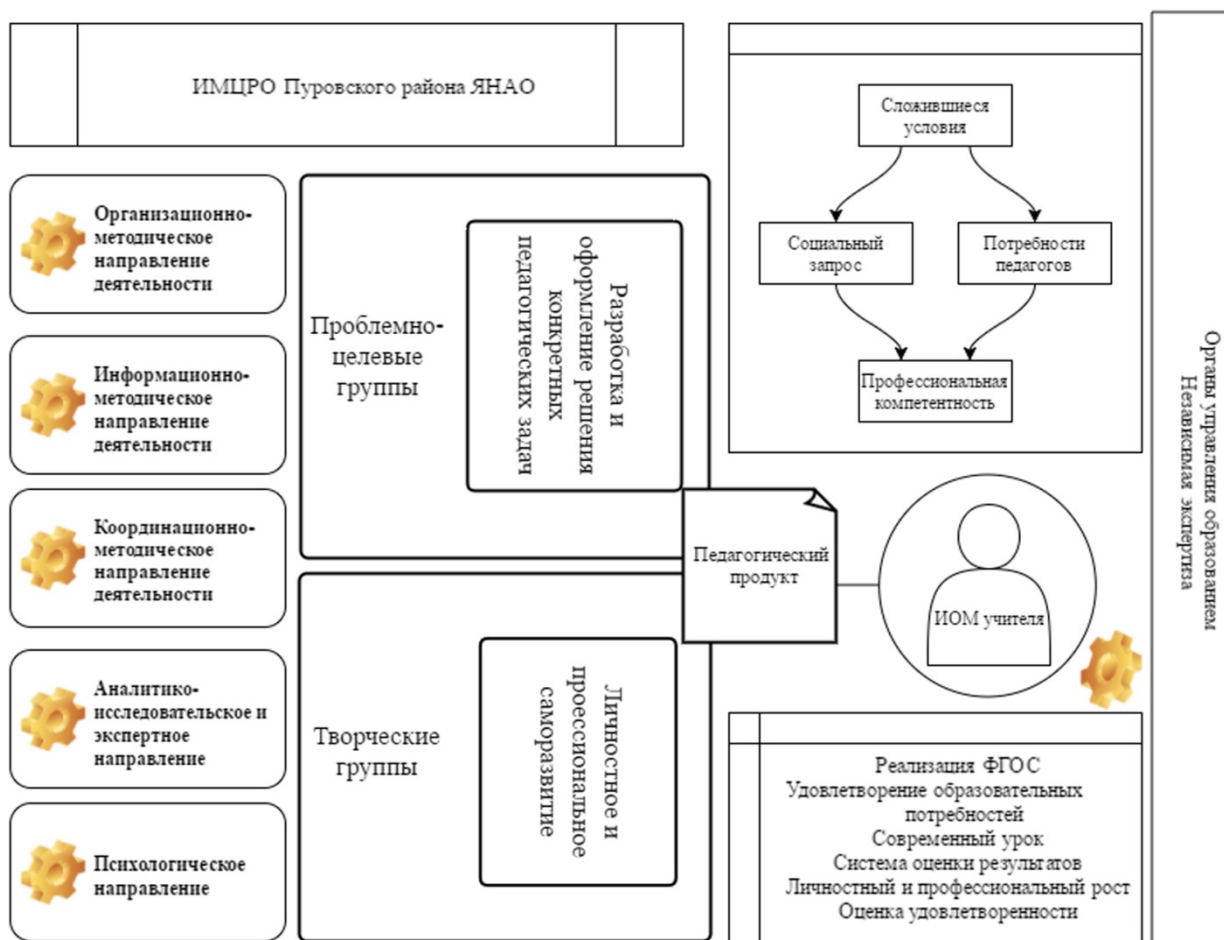 ИМЦРО Пуровского района ЯНАО
Организационно-
методическое
направление
деятельности
Информационно-
методическое
направление
деятельности
Координационно-
методическое
направление
деятельности
Аналитико-
исследовательское и
экспертное
направление
Психологическое
направление
Проблемно-
целевые
группы
Разработка и
оформление решения
конкретных
педагогических задач
Творческие
группы
Личностное и
проессиональное
саморазвитие
Педагогический
продукт
Сложившиеся
условия
Социальный
запрос
Потребности
педагогов
Профессиональная
компетентность
ИОМ учителя
Реализация ФГОС
Удовлетворение образовательных
потребностей
Современный урок
Система оценки результатов
Личностный и профессиональный рост
Оценка удовлетворенности
Органы управления образованием
Независимая экспертиза